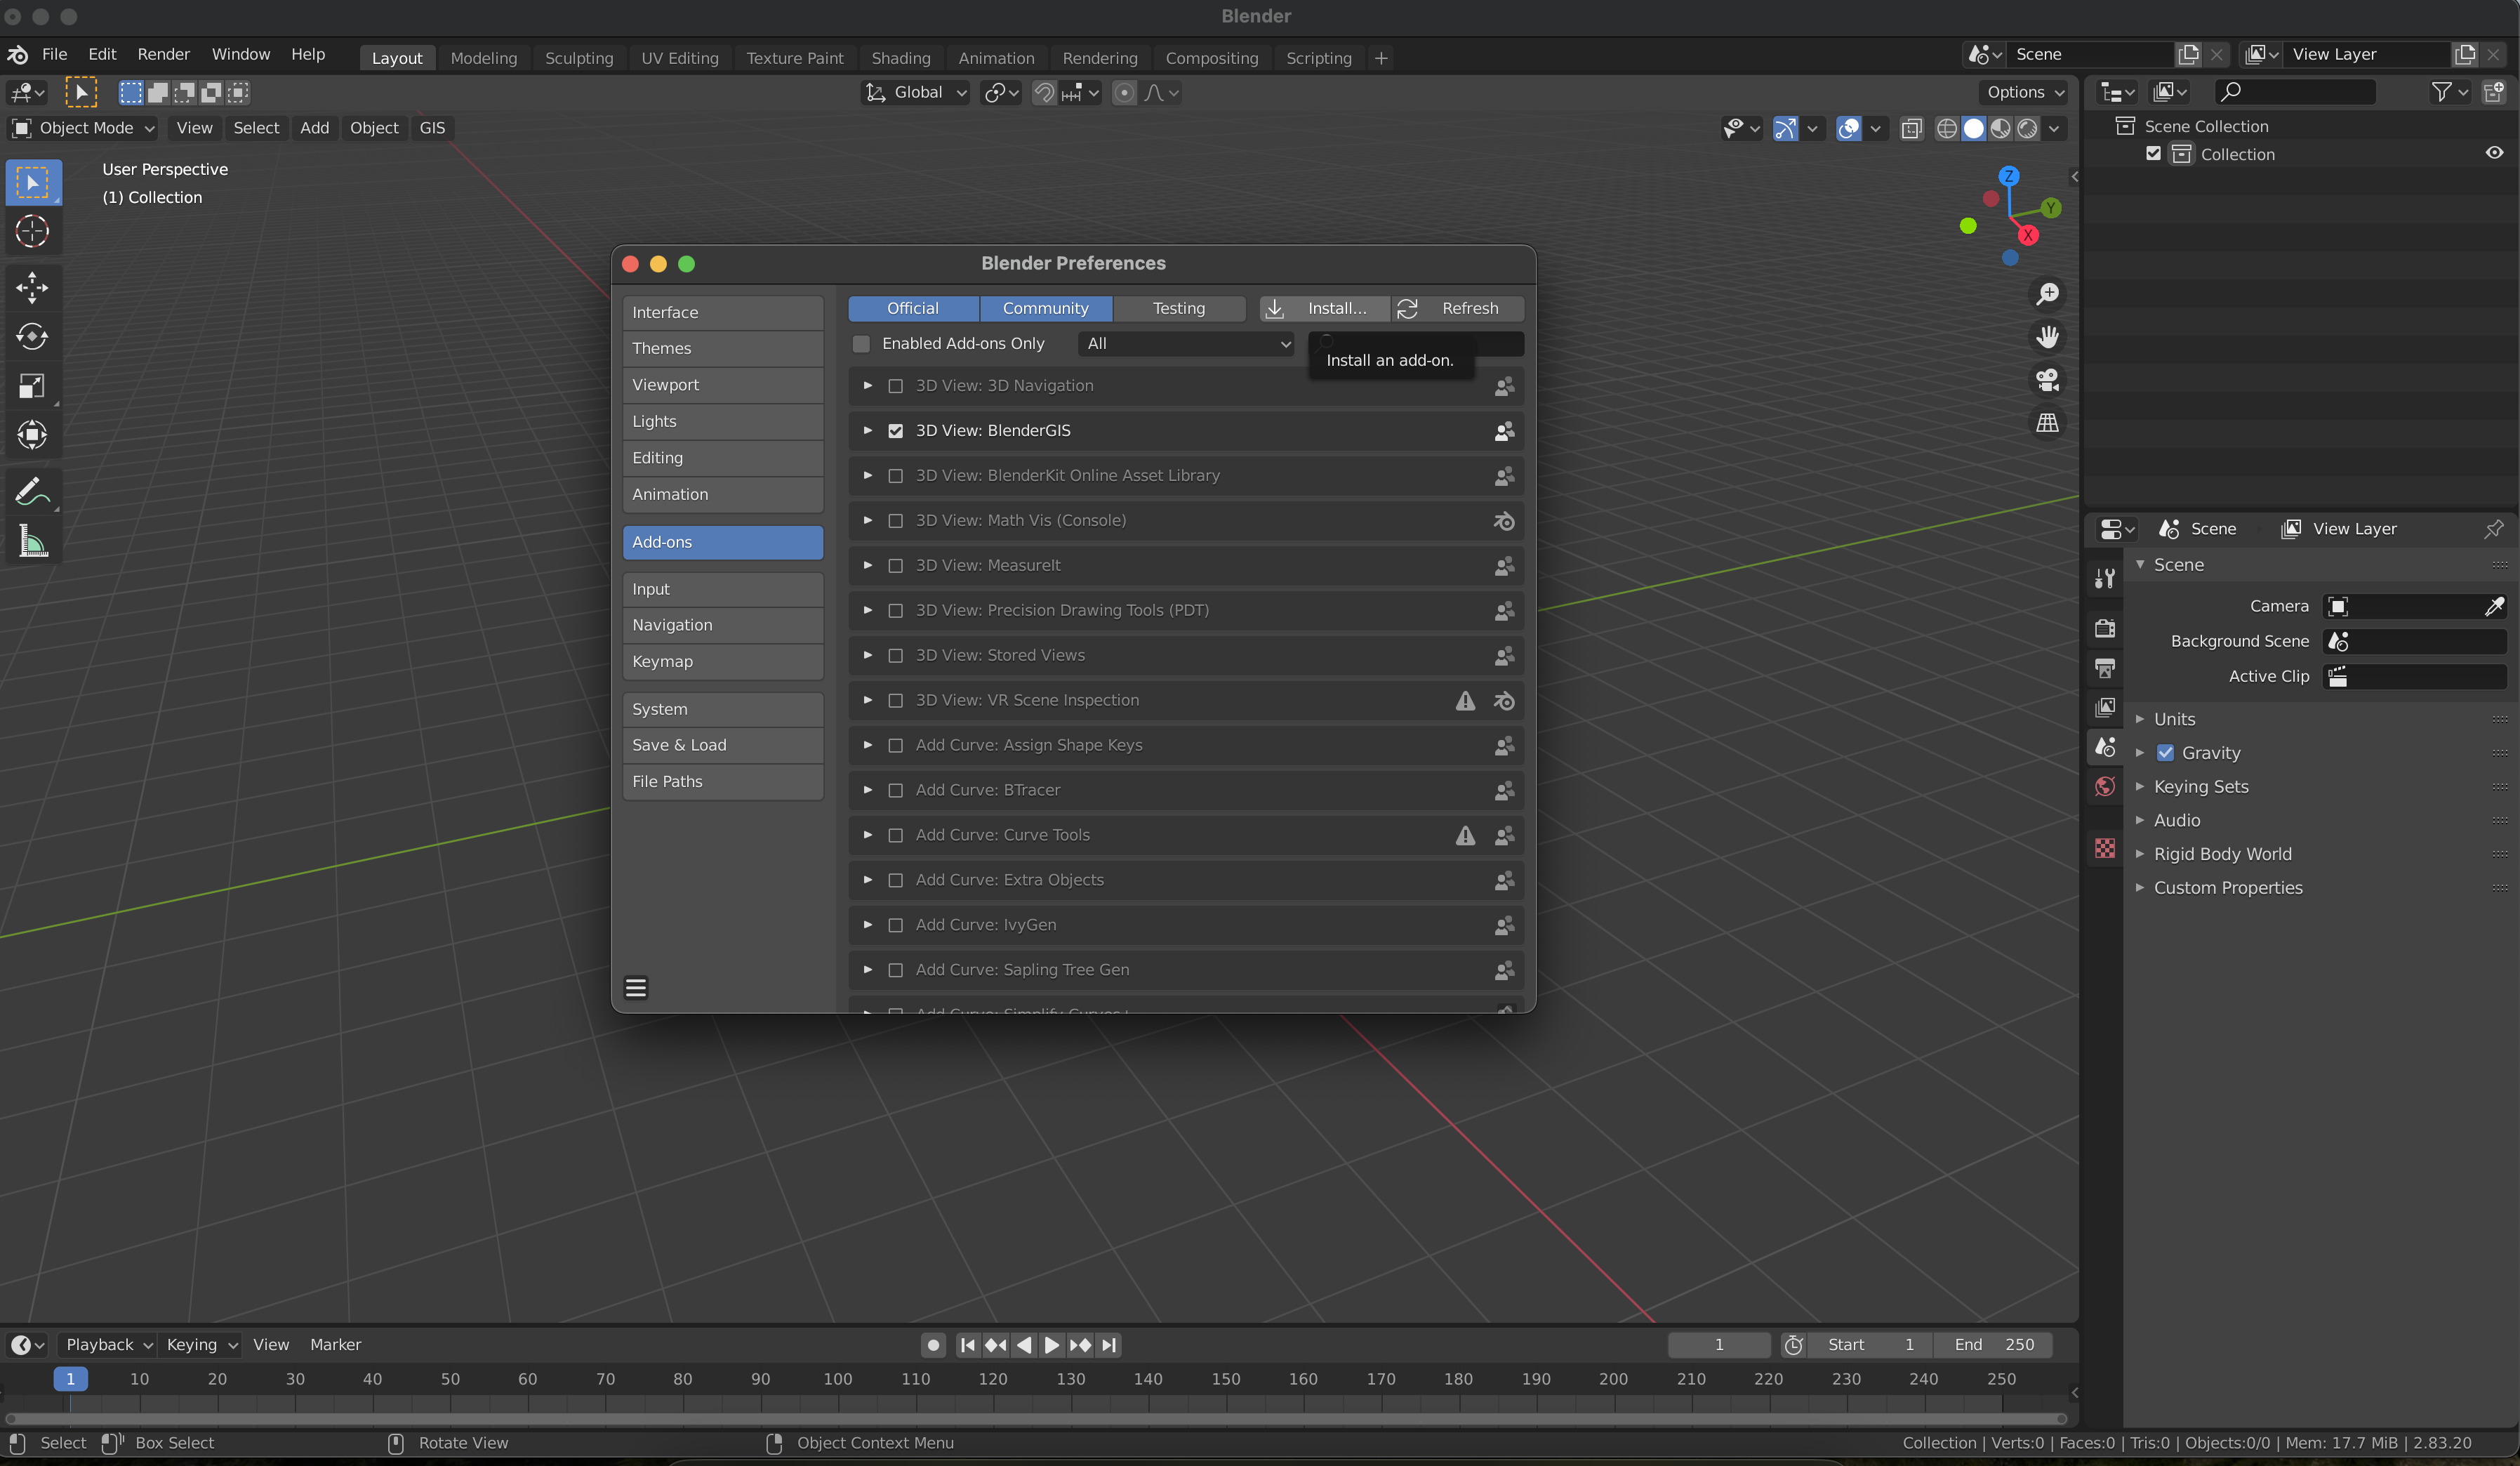 Blender
File Edit Render Window Help Layout Modeling Sculpting UV Editing Texture Paint Shading Animation Rendering Compositing Scripting + Scene View Layer
Global Options
Object Mode View Select Add Object GIS
User Perspective
(1) Collection
Z
Y
X
Scene Collection
Collection
Blender Preferences
Interface
Themes
Viewport
Lights
Editing
Animation
Add-ons
Input
Navigation
Keymap
System
Save & Load
File Paths
Official Community Testing Install... Refresh
Enabled Add-ons Only All
Install an add-on.
3D View: 3D Navigation
3D View: BlenderGIS
3D View: BlenderKit Online Asset Library
3D View: Math Vis (Console)
3D View: MeasureIt
3D View: Precision Drawing Tools (PDT)
3D View: Stored Views
3D View: VR Scene Inspection
Add Curve: Assign Shape Keys
Add Curve: BTracer
Add Curve: Curve Tools
Add Curve: Extra Objects
Add Curve: IvyGen
Add Curve: Sapling Tree Gen
Add Curve: Simplify Curves
Scene View Layer
Scene
Camera
Background Scene
Active Clip
Units
Gravity
Keying Sets
Audio
Rigid Body World
Custom Properties
Playback Keying View Marker 1 Start 1 End 250
1 10 20 30 40 50 60 70 80 90 100 110 120 130 140 150 160 170 180 190 200 210 220 230 240 250
Select Box Select Rotate View Object Context Menu Collection | Verts:0 | Faces:0 | Tris:0 | Objects:0/0 | Mem: 17.7 MiB | 2.83.20